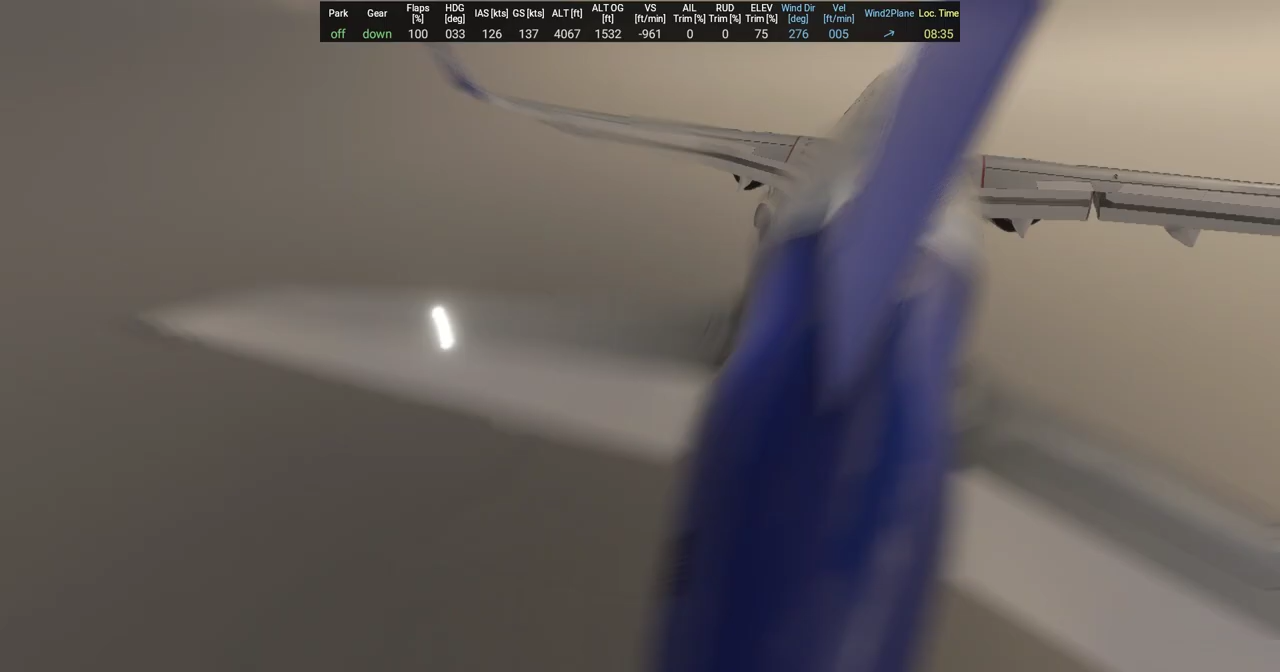 Park Gear Flaps [%] HDG [deg] IAS [kts] GS [kts] ALT [ft] ALT OG [ft] VS [ft/min] AIL Trim [%] RUD Trim [%] ELEV Trim [%] Wind Dir [deg] Vel [ft/min] Wind2Plane Loc. Time
off down 100 033 126 137 4067 1532 -961 0 0 75 276 005 08:35